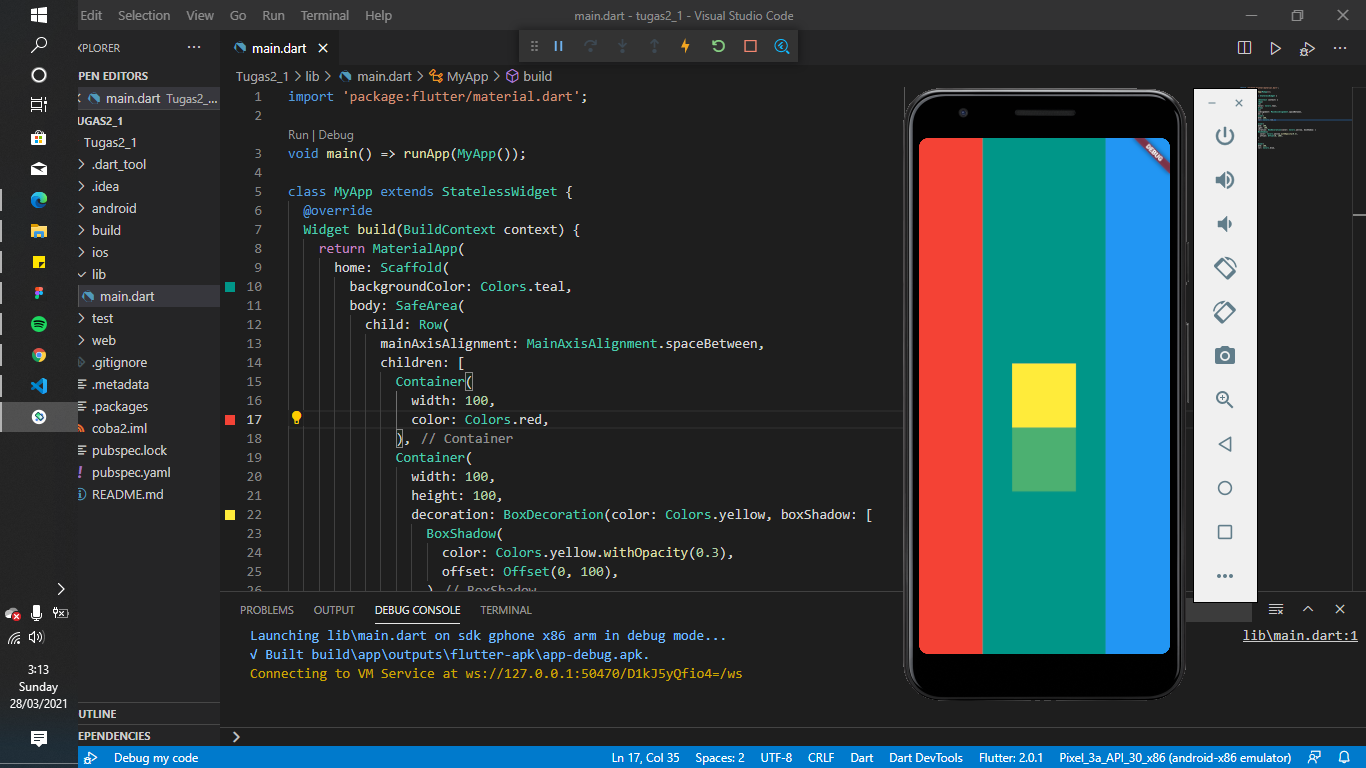 Edit Selection View Go Run Terminal Help
main.dart - tugas2_1 - Visual Studio Code
XPLORER
PEN EDITORS
main.dart Tugas2_...
UGAS2_1
Tugas2_1
.dart_tool
.idea
android
build
ios
lib
main.dart
test
web
.gitignore
.metadata
.packages
coba2.iml
pubspec.lock
pubspec.yaml
README.md
UTLINE
EPENDENCIES
main.dart
Tugas2_1 > lib > main.dart > MyApp > build
1 import 'package:flutter/material.dart';
2
Run | Debug
3 void main() => runApp(MyApp());
4
5 class MyApp extends StatelessWidget {
6 @override
7 Widget build(BuildContext context) {
8 return MaterialApp(
9 home: Scaffold(
10 backgroundColor: Colors.teal,
11 body: SafeArea(
12 child: Row(
13 mainAxisAlignment: MainAxisAlignment.spaceBetween,
14 children: [
15 Container(
16 width: 100,
17 color: Colors.red,
18 ), // Container
19 Container(
20 width: 100,
21 height: 100,
22 decoration: BoxDecoration(color: Colors.yellow, boxShadow: [
23 BoxShadow(
24 color: Colors.yellow.withOpacity(0.3),
25 offset: Offset(0, 100),
26 ) // BoxShadow
DEBUG
PROBLEMS OUTPUT DEBUG CONSOLE TERMINAL
Launching lib\main.dart on sdk gphone x86 arm in debug mode...
lib\main.dart:1
√ Built build\app\outputs\flutter-apk\app-debug.apk.
Connecting to VM Service at ws://127.0.0.1:50470/D1kJ5yQfio4=/ws
3:13
Sunday
28/03/2021
Debug my code
Ln 17, Col 35 Spaces: 2 UTF-8 CRLF Dart Dart DevTools Flutter: 2.0.1 Pixel_3a_API_30_x86 (android-x86 emulator)